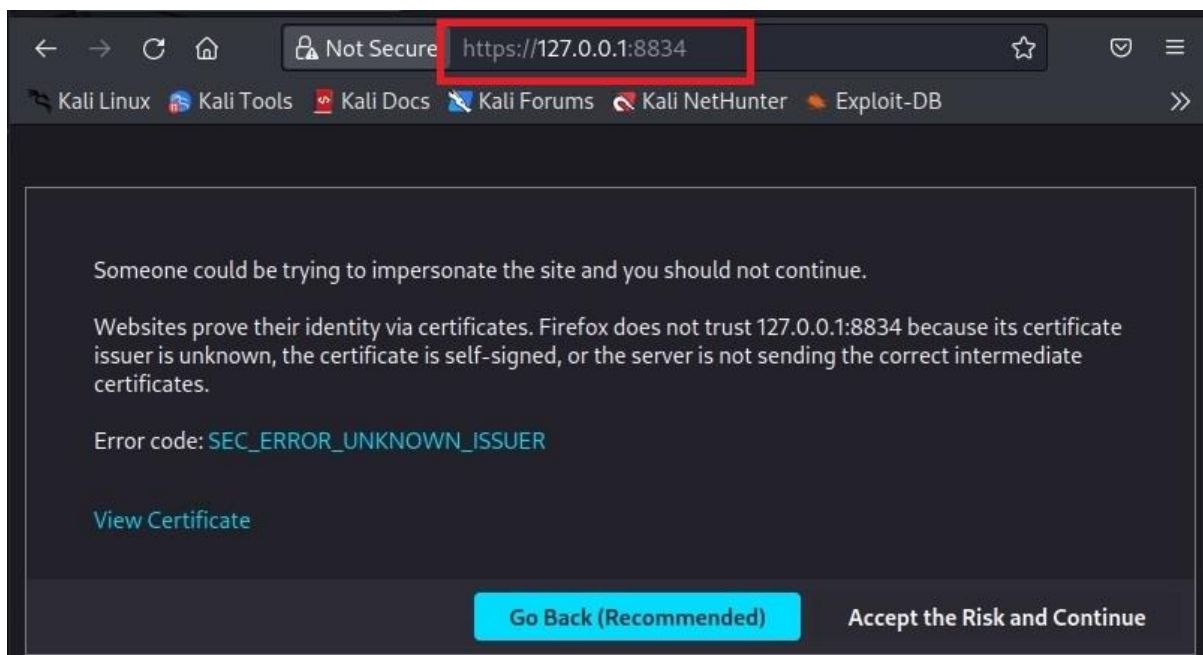 Not Secure https://127.0.0.1:8834
Kali Linux Kali Tools Kali Docs Kali Forums Kali NetHunter Exploit-DB
Someone could be trying to impersonate the site and you should not continue.
Websites prove their identity via certificates. Firefox does not trust 127.0.0.1:8834 because its certificate
issuer is unknown, the certificate is self-signed, or the server is not sending the correct intermediate
certificates.
Error code: SEC_ERROR_UNKNOWN_ISSUER
View Certificate
Go Back (Recommended) Accept the Risk and Continue